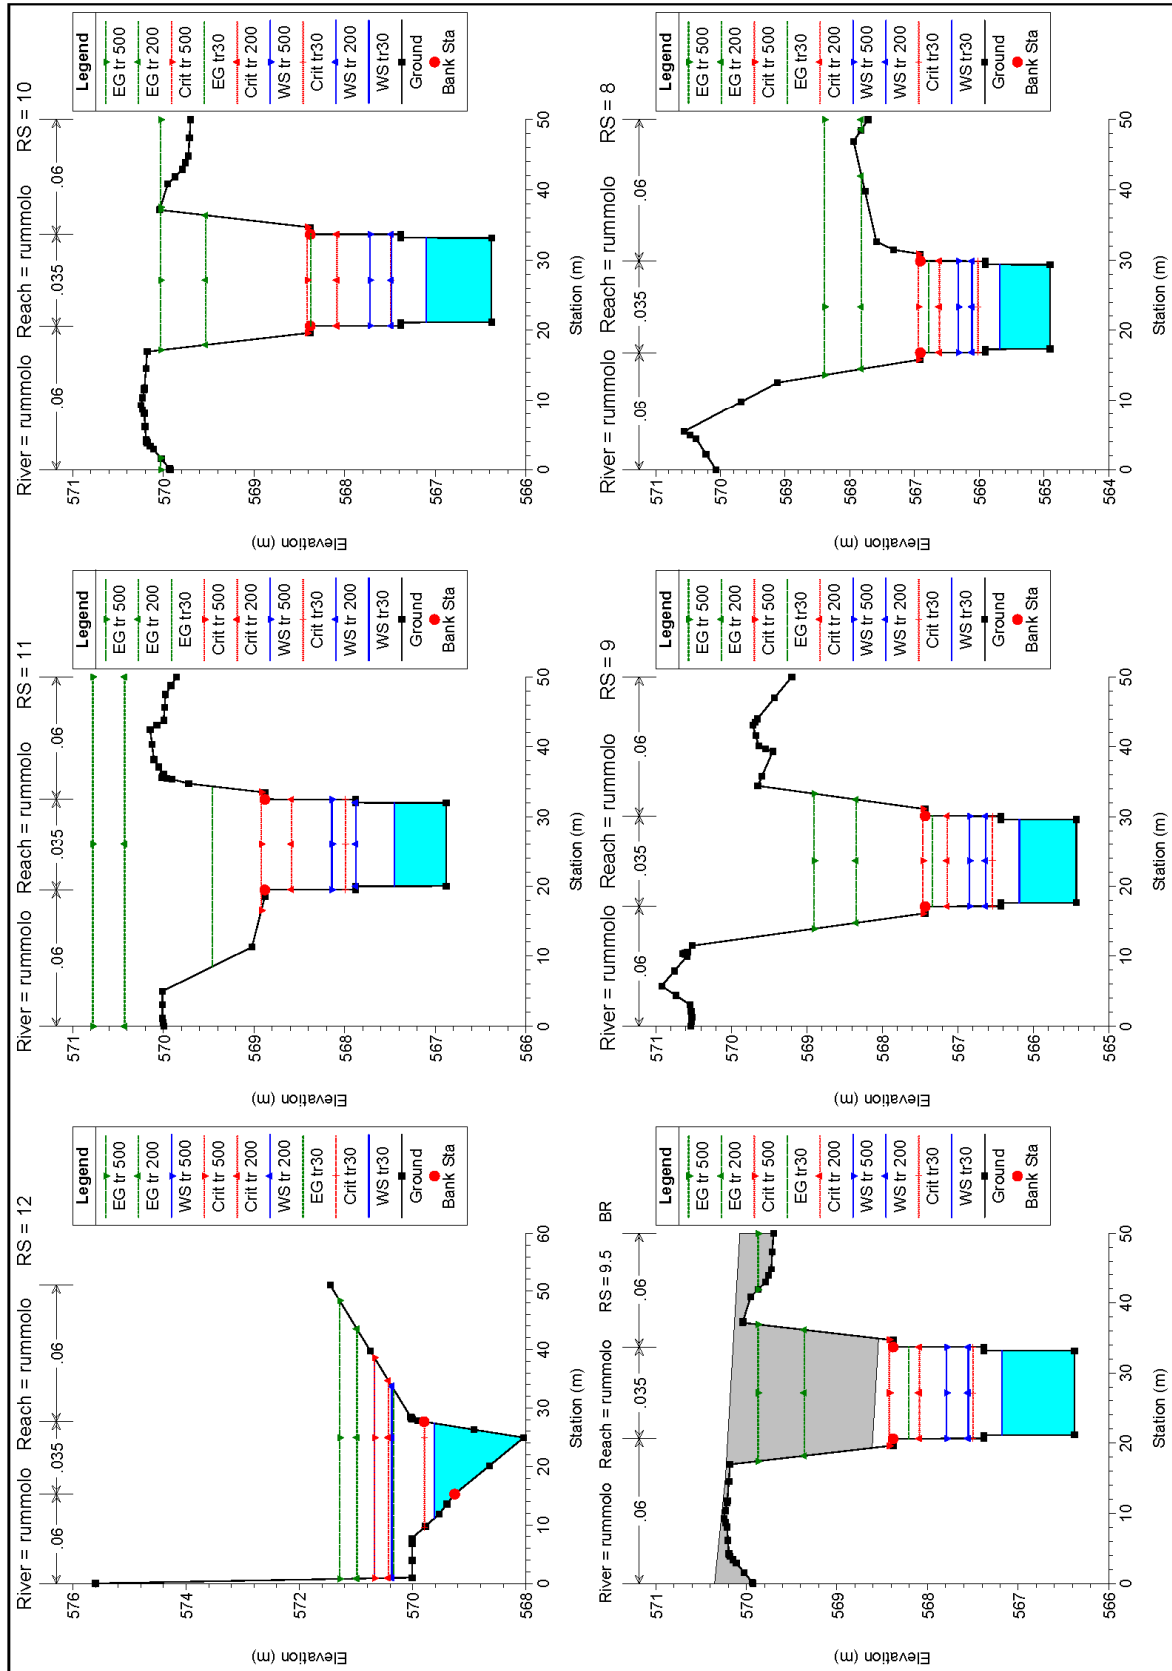 River = rummolo   Reach = rummolo   RS = 12
.06
.035
.06
Elevation (m)
576
574
572
570
568
0 10 20 30 40 50 60
Station (m)
Legend
EG tr 500
EG tr 200
WS tr 500
Crit tr 500
Crit tr 200
WS tr 200
EG tr30
Crit tr30
WS tr30
Ground
Bank Sta
River = rummolo   Reach = rummolo   RS = 11
.06
.035
.06
Elevation (m)
571
570
569
568
567
566
0 10 20 30 40 50
Station (m)
Legend
EG tr 500
EG tr 200
EG tr30
Crit tr 500
Crit tr 200
WS tr 500
Crit tr30
WS tr 200
WS tr30
Ground
Bank Sta
River = rummolo   Reach = rummolo   RS = 10
.06
.035
.06
Elevation (m)
571
570
569
568
567
566
0 10 20 30 40 50
Station (m)
Legend
EG tr 500
EG tr 200
Crit tr 500
EG tr30
Crit tr 200
WS tr 500
Crit tr30
WS tr 200
WS tr30
Ground
Bank Sta
River = rummolo   Reach = rummolo   RS = 9.5   BR
.06
.035
.06
Elevation (m)
571
570
569
568
567
566
0 10 20 30 40 50
Station (m)
Legend
EG tr 500
EG tr 200
Crit tr 500
EG tr30
Crit tr 200
WS tr 500
WS tr 200
Crit tr30
WS tr30
Ground
Bank Sta
River = rummolo   Reach = rummolo   RS = 9
.06
.035
.06
Elevation (m)
571
570
569
568
567
566
565
0 10 20 30 40 50
Station (m)
Legend
EG tr 500
EG tr 200
Crit tr 500
EG tr30
Crit tr 200
WS tr 500
WS tr 200
Crit tr30
WS tr30
Ground
Bank Sta
River = rummolo   Reach = rummolo   RS = 8
.06
.035
.06
Elevation (m)
571
570
569
568
567
566
565
564
0 10 20 30 40 50
Station (m)
Legend
EG tr 500
EG tr 200
Crit tr 500
EG tr30
Crit tr 200
WS tr 500
WS tr 200
Crit tr30
WS tr30
Ground
Bank Sta